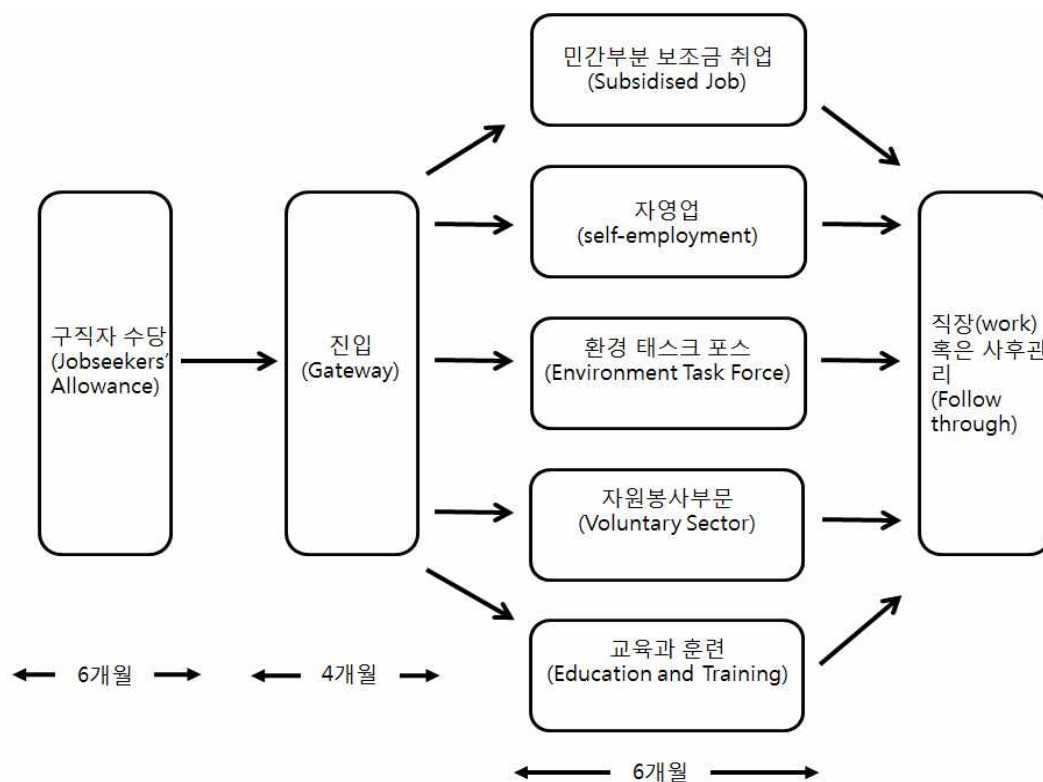 민간부분 보조금 취업
(Subsidised Job)
자영업
(self-employment)
구직자 수당
(Jobseekers'
Allowance)
진입
(Gateway)
환경 태스크 포스
(Environment Task Force)
직장(work)
혹은 사후관
리
(Follow
through)
자원봉사부문
(Voluntary Sector)
교육과 훈련
(Education and Training)
6개월
4개월
6개월